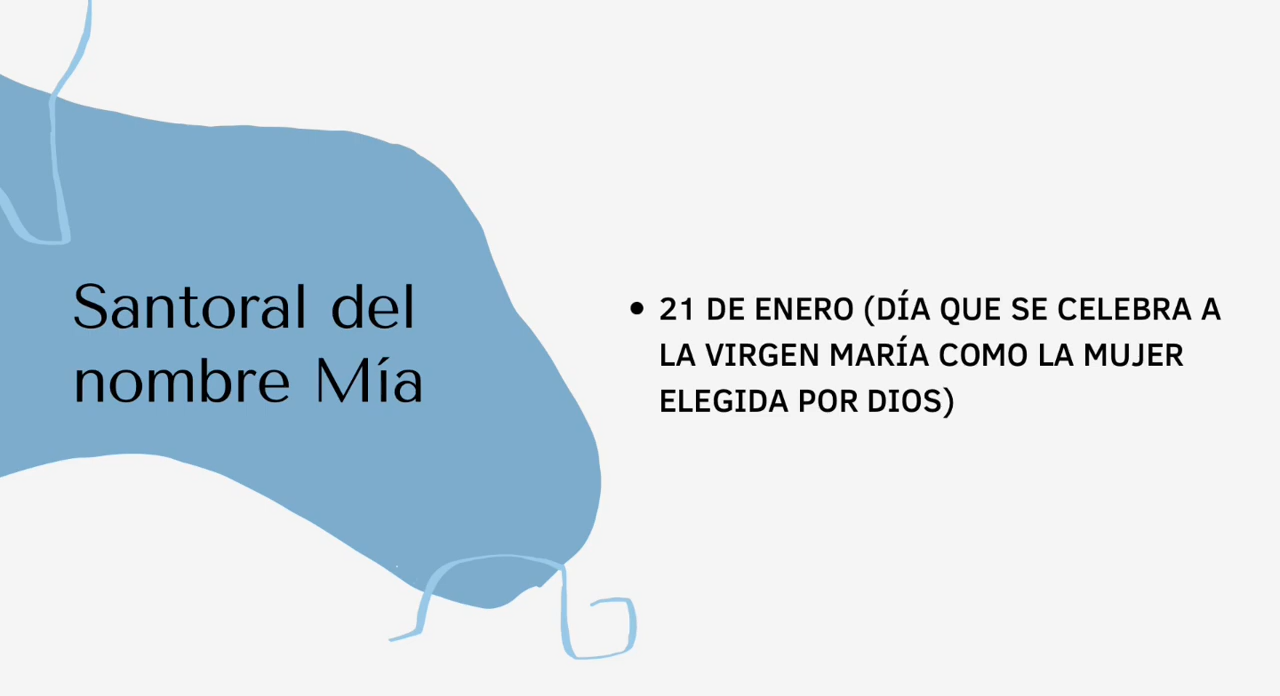 Santoral del
nombre Mía
• 21 DE ENERO (DÍA QUE SE CELEBRA A
LA VIRGEN MARÍA COMO LA MUJER
ELEGIDA POR DIOS)